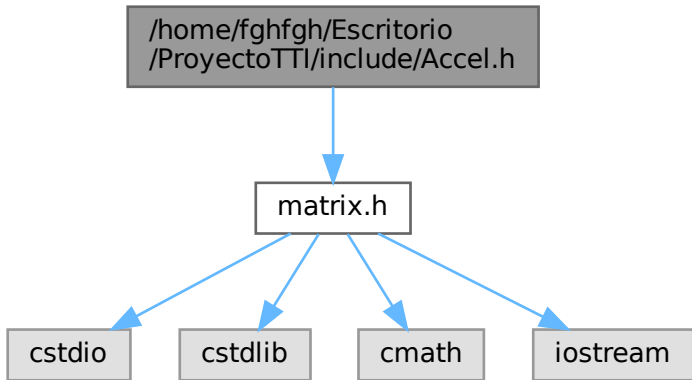 /home/fghfgh/Escritorio
/ProyectoTTI/include/Accel.h
matrix.h
cstdio
cstdlib
cmath
iostream